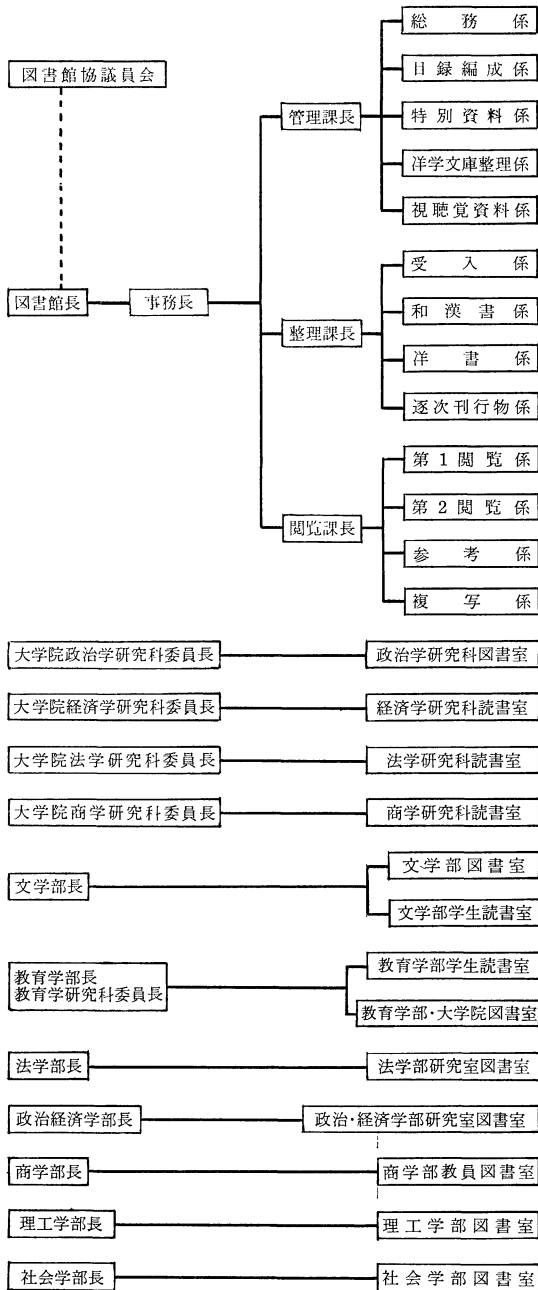 図書館協議員会
図書館長
事務長
管理課長
総務係
目録編成係
特別資料係
洋学文庫整理係
視聴覚資料係
整理課長
受入係
和漢書係
洋書係
逐次刊行物係
閲覧課長
第1閲覧係
第2閲覧係
参考係
複写係
大学院政治学研究科委員長
政治学研究科図書室
大学院経済学研究科委員長
経済学研究科読書室
大学院法学研究科委員長
法学研究科読書室
大学院商学研究科委員長
商学研究科読書室
文学部長
文学部図書室
文学部学生読書室
教育学部長
教育学研究科委員長
教育学部学生読書室
教育学部・大学院図書室
法学部長
法学部研究室図書室
政治経済学部長
政治・経済学部研究室図書室
商学部長
商学部教員図書室
理工学部長
理工学部図書室
社会学部長
社会学部図書室